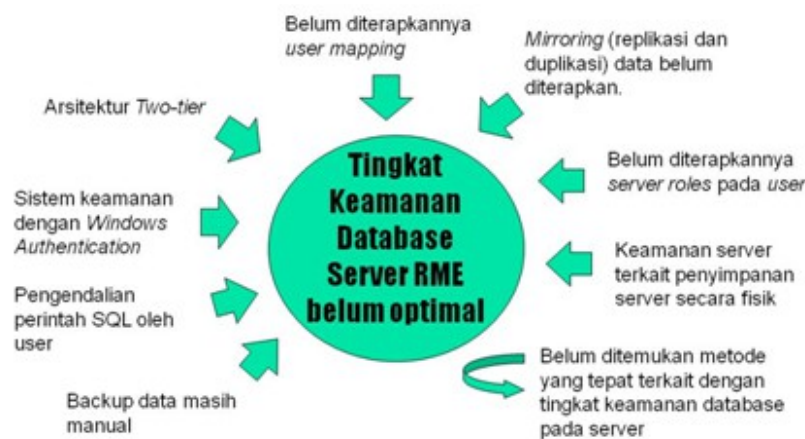 Belum diterapkannya
user mapping
Mirroring (replikasi dan
duplikasi) data belum
diterapkan.
Arsitektur Two-tier
Belum diterapkannya
server roles pada user
Sistem keamanan
dengan Windows
Authentication
Tingkat
Keamanan
Database
Server RME
belum optimal
Keamanan server
terkait penyimpanan
server secara fisik
Pengendalian
perintah SQL oleh
user
Belum ditemukan metode
yang tepat terkait dengan
tingkat keamanan database
pada server
Backup data masih
manual